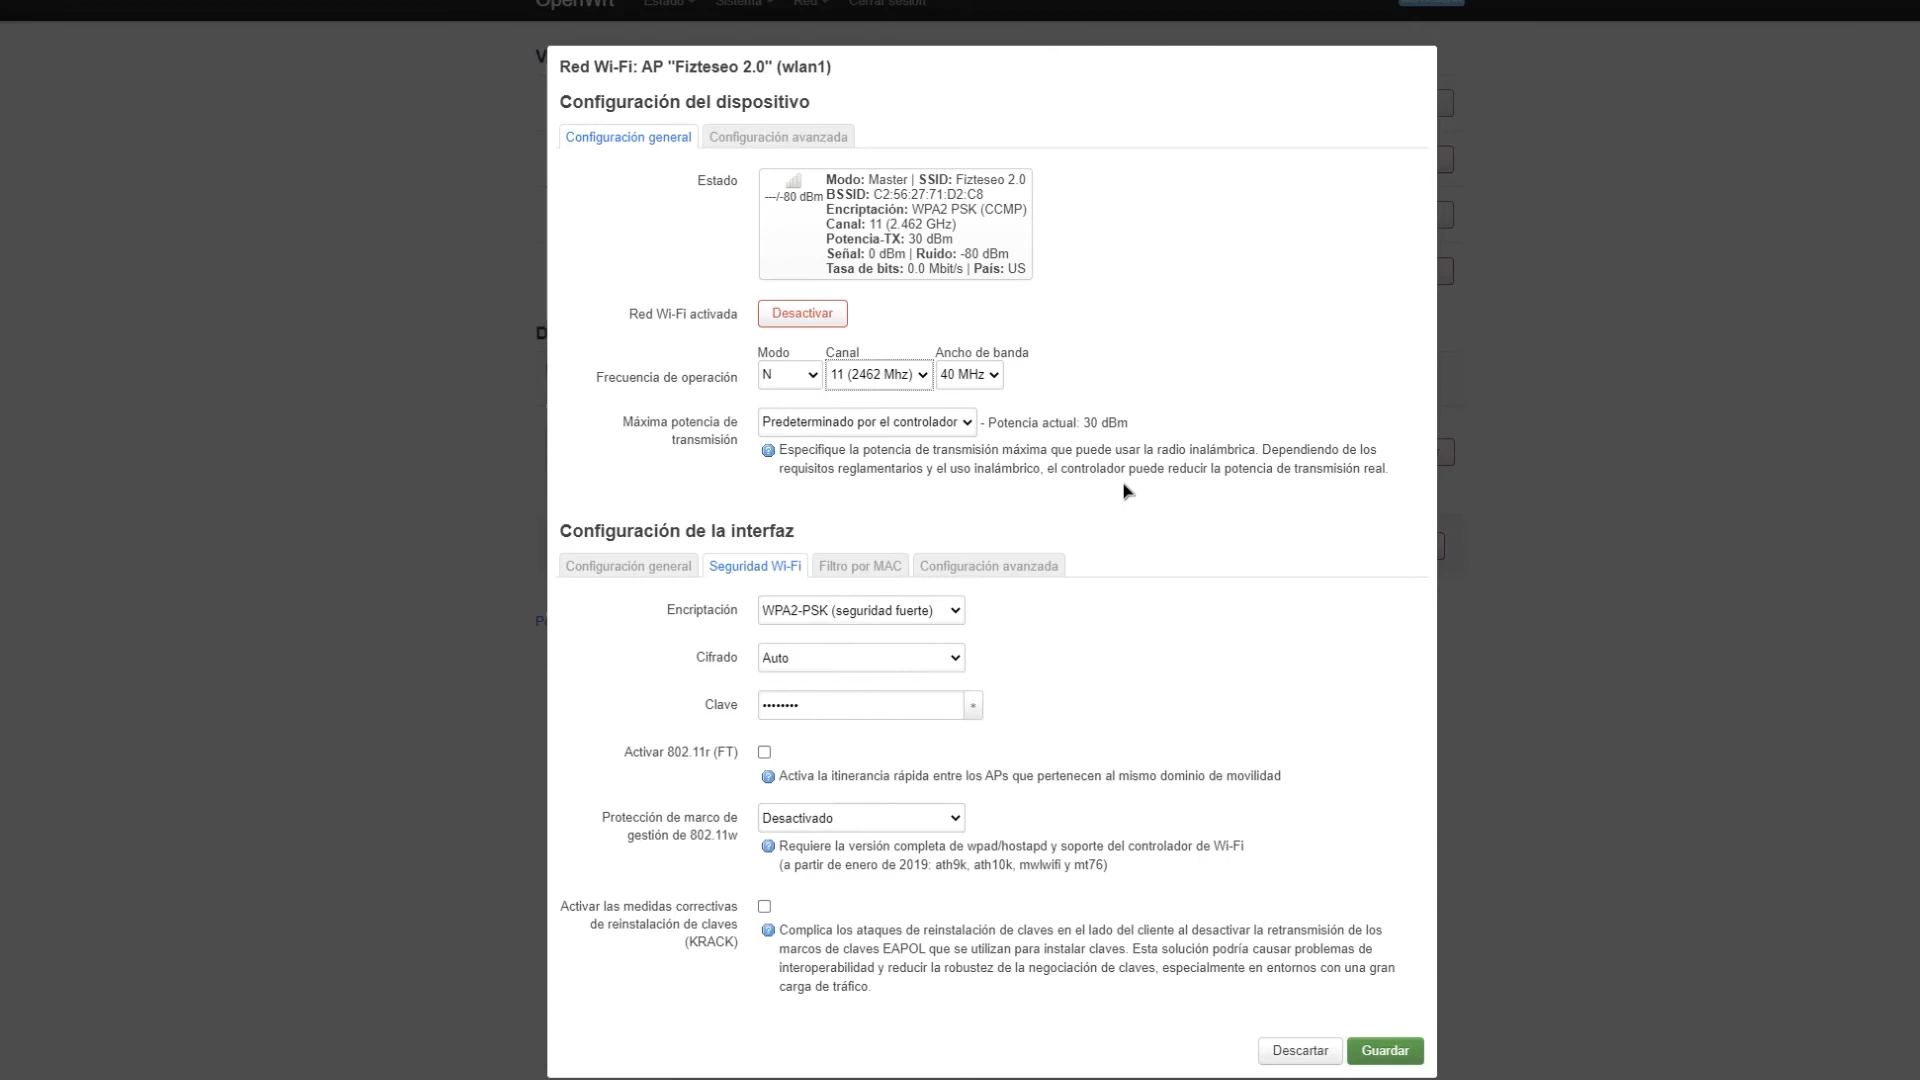 OpenWrt Estado Sistema Red Cerrar sesión
Red Wi-Fi: AP "Fizteseo 2.0" (wlan1)
Configuración del dispositivo
Configuración general Configuración avanzada
Estado
---/-80 dBm
Modo: Master | SSID: Fizteseo 2.0
BSSID: C2:56:27:71:D2:C8
Encriptación: WPA2 PSK (CCMP)
Canal: 11 (2.462 GHz)
Potencia-TX: 30 dBm
Señal: 0 dBm | Ruido: -80 dBm
Tasa de bits: 0.0 Mbit/s | País: US
Red Wi-Fi activada Desactivar
Modo Canal Ancho de banda
Frecuencia de operación N 11 (2462 Mhz) 40 MHz
Máxima potencia de
transmisión
Predeterminado por el controlador - Potencia actual: 30 dBm
Especifique la potencia de transmisión máxima que puede usar la radio inalámbrica. Dependiendo de los
requisitos reglamentarios y el uso inalámbrico, el controlador puede reducir la potencia de transmisión real.
Configuración de la interfaz
Configuración general Seguridad Wi-Fi Filtro por MAC Configuración avanzada
Encriptación WPA2-PSK (seguridad fuerte)
Cifrado Auto
Clave •••••••• *
Activar 802.11r (FT)
Activa la itinerancia rápida entre los APs que pertenecen al mismo dominio de movilidad
Protección de marco de
gestión de 802.11w
Desactivado
Requiere la versión completa de wpad/hostapd y soporte del controlador de Wi-Fi
(a partir de enero de 2019: ath9k, ath10k, mwlwifi y mt76)
Activar las medidas correctivas
de reinstalación de claves
(KRACK)
Complica los ataques de reinstalación de claves en el lado del cliente al desactivar la retransmisión de los
marcos de claves EAPOL que se utilizan para instalar claves. Esta solución podría causar problemas de
interoperabilidad y reducir la robustez de la negociación de claves, especialmente en entornos con una gran
carga de tráfico.
Descartar Guardar